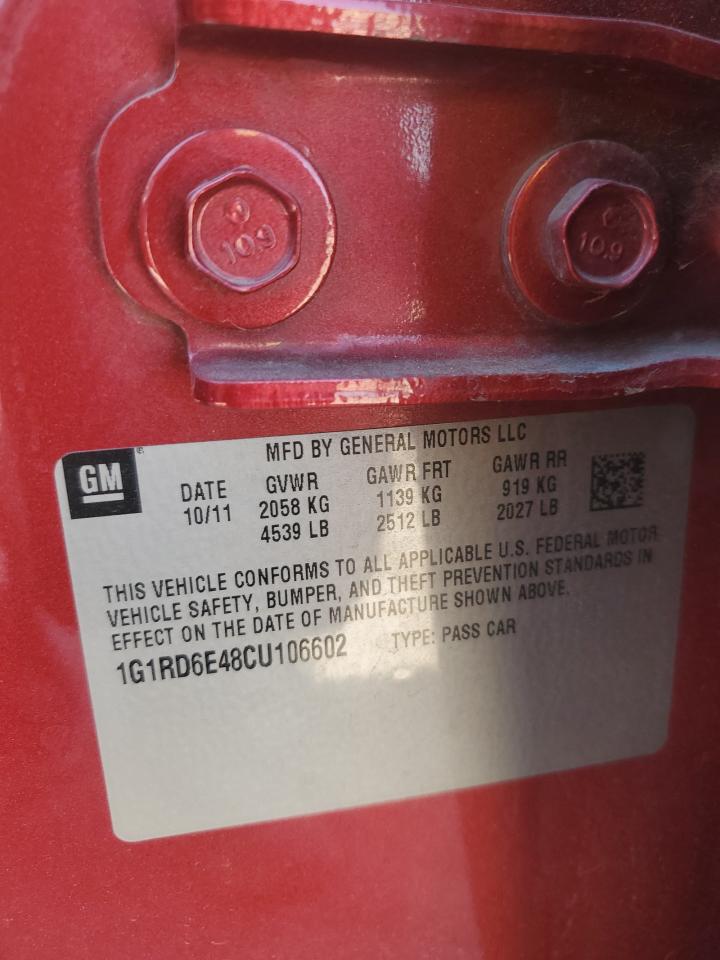 10.9
10.9
GM
MFD BY GENERAL MOTORS LLC
DATE GVWR GAWR FRT GAWR RR
10/11 2058 KG 1139 KG 919 KG
4539 LB 2512 LB 2027 LB
THIS VEHICLE CONFORMS TO ALL APPLICABLE U.S. FEDERAL MOTOR
VEHICLE SAFETY, BUMPER, AND THEFT PREVENTION STANDARDS IN
EFFECT ON THE DATE OF MANUFACTURE SHOWN ABOVE.
1G1RD6E48CU106602 TYPE: PASS CAR